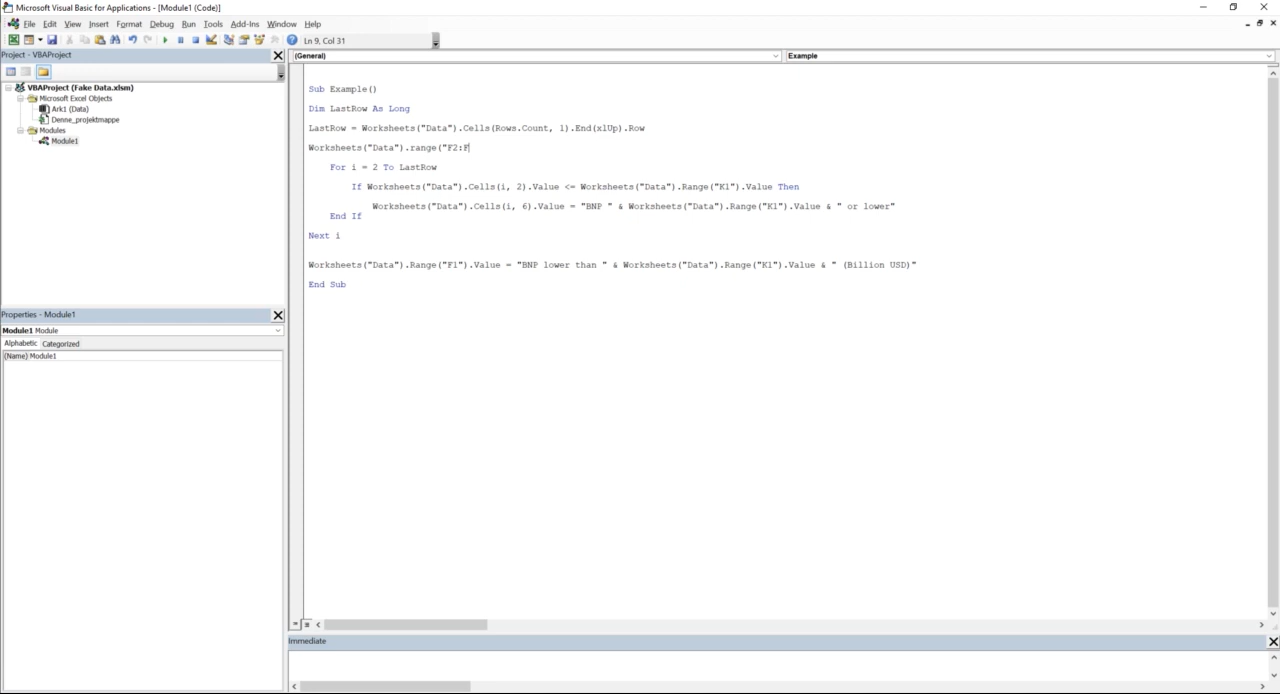 Microsoft Visual Basic for Applications - [Module1 (Code)]
File Edit View Insert Format Debug Run Tools Add-Ins Window Help
Ln 9, Col 31
Project - VBAProject
VBAProject (Fake Data.xlsm)
Microsoft Excel Objects
Ark1 (Data)
Denne_projektmappe
Modules
Module1
Properties - Module1
Module1 Module
Alphabetic Categorized
(Name) Module1
(General) Example
Sub Example()
Dim LastRow As Long
LastRow = Worksheets("Data").Cells(Rows.Count, 1).End(xlUp).Row
Worksheets("Data").range("F2:F
For i = 2 To LastRow
If Worksheets("Data").Cells(i, 2).Value <= Worksheets("Data").Range("K1").Value Then
Worksheets("Data").Cells(i, 6).Value = "BNP " & Worksheets("Data").Range("K1").Value & " or lower"
End If
Next i
Worksheets("Data").Range("F1").Value = "BNP lower than " & Worksheets("Data").Range("K1").Value & " (Billion USD)"
End Sub
Immediate